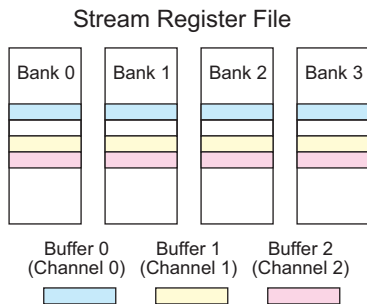 Stream Register File
Bank 0 Bank 1 Bank 2 Bank 3
Buffer 0 Buffer 1 Buffer 2
(Channel 0) (Channel 1) (Channel 2)